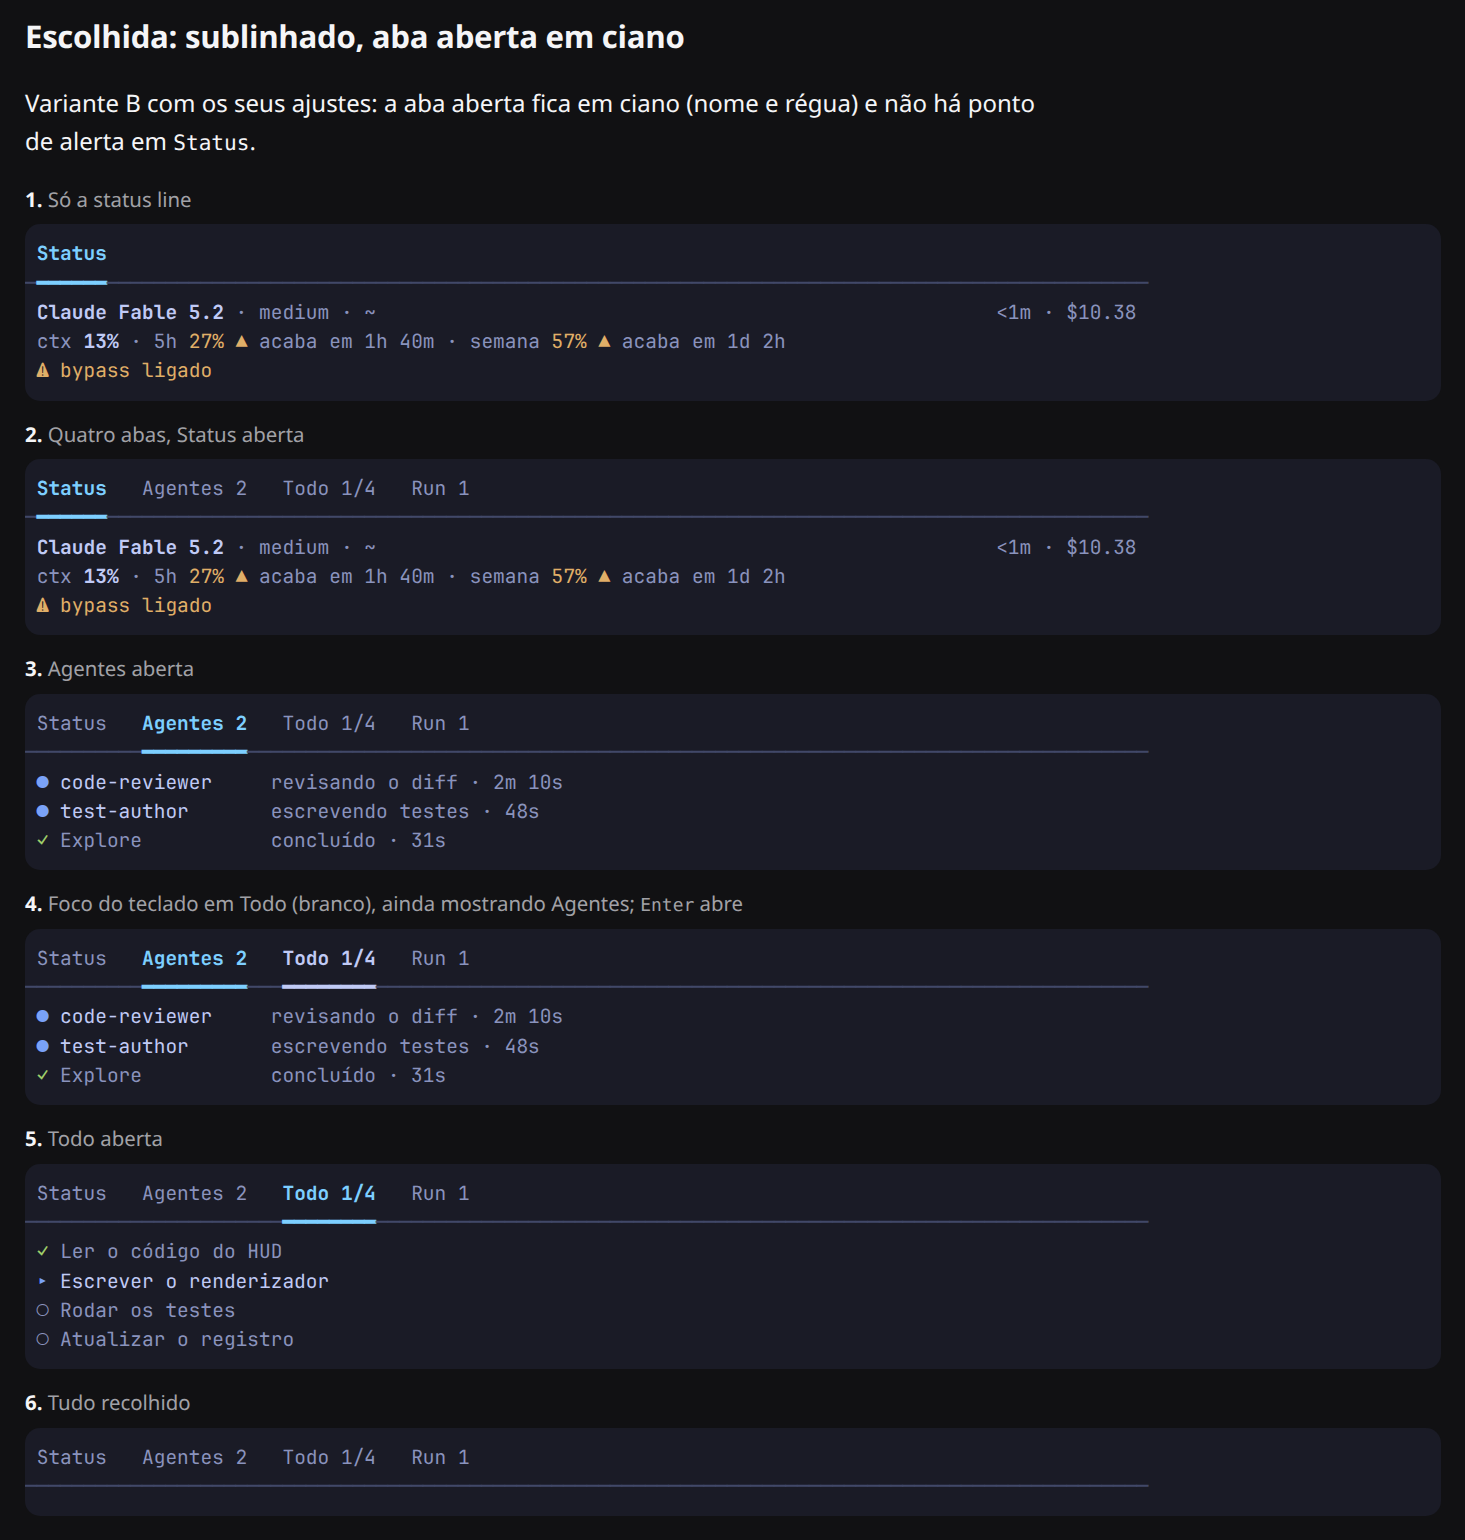 Escolhida: sublinhado, aba aberta em ciano
Variante B com os seus ajustes: a aba aberta fica em ciano (nome e régua) e não há ponto
de alerta em Status.
1. Só a status line
Status
Claude Fable 5.2 · medium · ~ <1m · $10.38
ctx 13% · 5h 27% ▲ acaba em 1h 40m · semana 57% ▲ acaba em 1d 2h
⚠ bypass ligado
2. Quatro abas, Status aberta
Status Agentes 2 Todo 1/4 Run 1
Claude Fable 5.2 · medium · ~ <1m · $10.38
ctx 13% · 5h 27% ▲ acaba em 1h 40m · semana 57% ▲ acaba em 1d 2h
⚠ bypass ligado
3. Agentes aberta
Status Agentes 2 Todo 1/4 Run 1
● code-reviewer revisando o diff · 2m 10s
● test-author escrevendo testes · 48s
✓ Explore concluído · 31s
4. Foco do teclado em Todo (branco), ainda mostrando Agentes; Enter abre
Status Agentes 2 Todo 1/4 Run 1
● code-reviewer revisando o diff · 2m 10s
● test-author escrevendo testes · 48s
✓ Explore concluído · 31s
5. Todo aberta
Status Agentes 2 Todo 1/4 Run 1
✓ Ler o código do HUD
▸ Escrever o renderizador
○ Rodar os testes
○ Atualizar o registro
6. Tudo recolhido
Status Agentes 2 Todo 1/4 Run 1